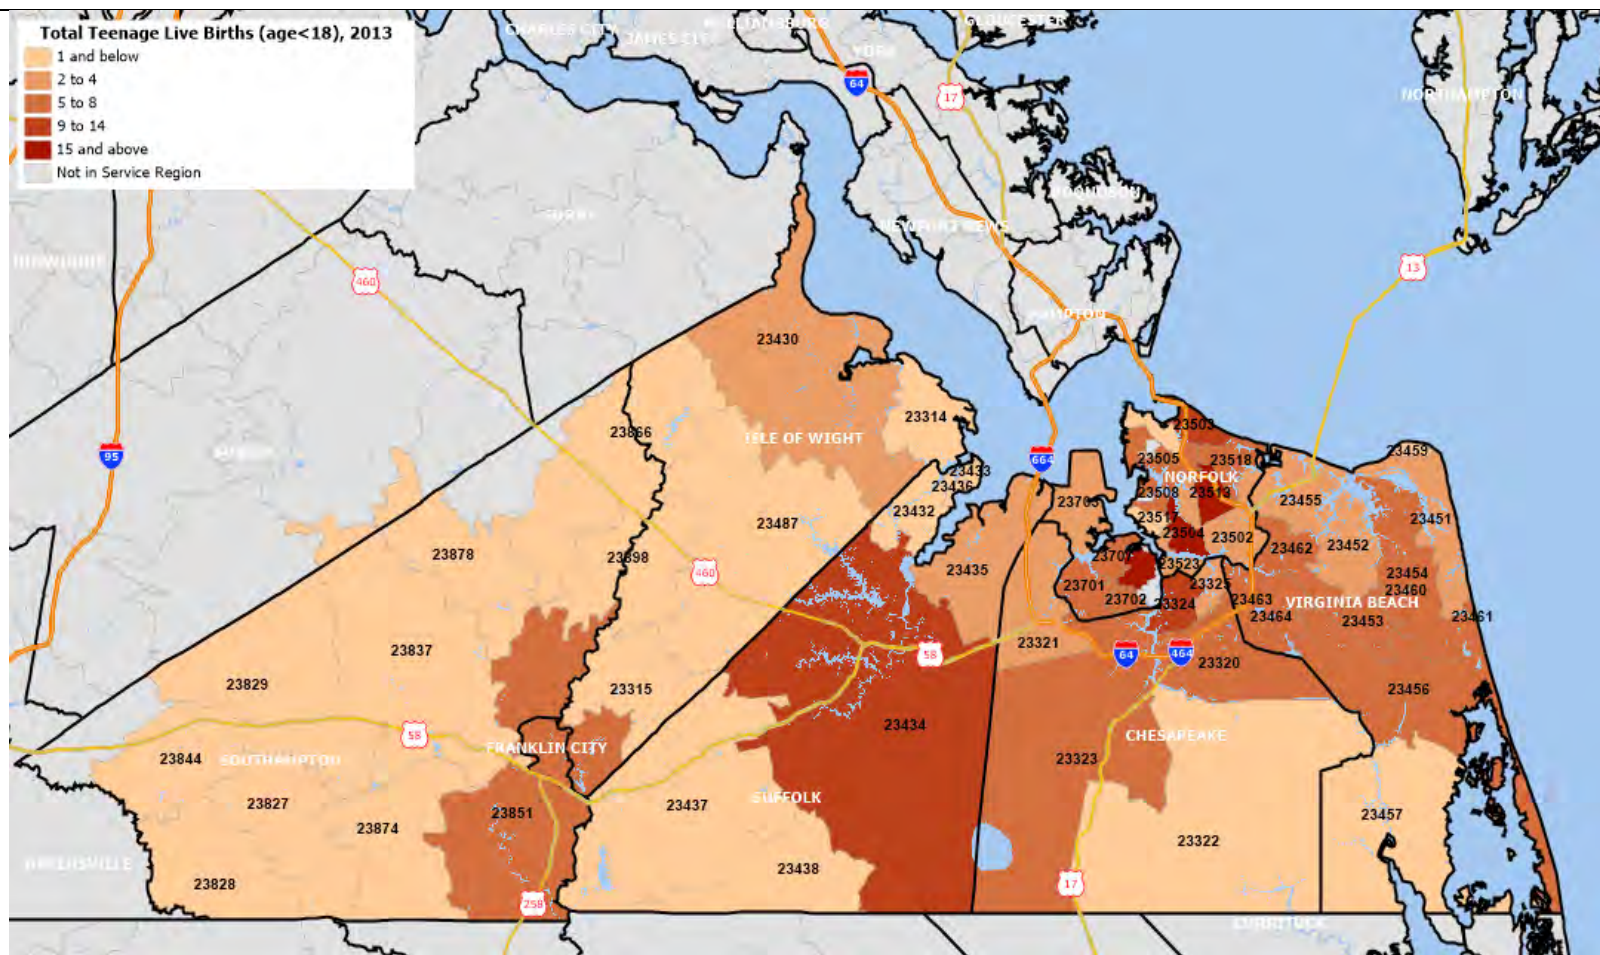 Total Teenage Live Births (age<18), 2013
1 and below
2 to 4
5 to 8
9 to 14
15 and above
Not in Service Region
CHARLES CITY
JAMES CITY
WILLIAMSBURG
GLOUCESTER
YORK
64
17
NORTHAMPTON
POQUOSON
SURRY
NEWPORT NEWS
13
460
HAMPTON
23430
23314
ISLE OF WIGHT
23866
95
664
23503
23505
23518
NORFOLK
23459
23433
23436
23432
23508
23513
23703
23455
23451
23487
23517
23504
23502
23462
23452
23878
23898
460
23435
23523
23701
23702
23325
23324
23454
23460
23463
23464
VIRGINIA BEACH
23453
23461
23837
23321
58
64
464
23320
23829
23315
23456
23434
58
FRANKLIN CITY
CHESAPEAKE
23844
SOUTHAMPTON
23323
23827
23851
23437
SUFFOLK
23874
23457
23322
23438
23828
17
258
CURRITUCK